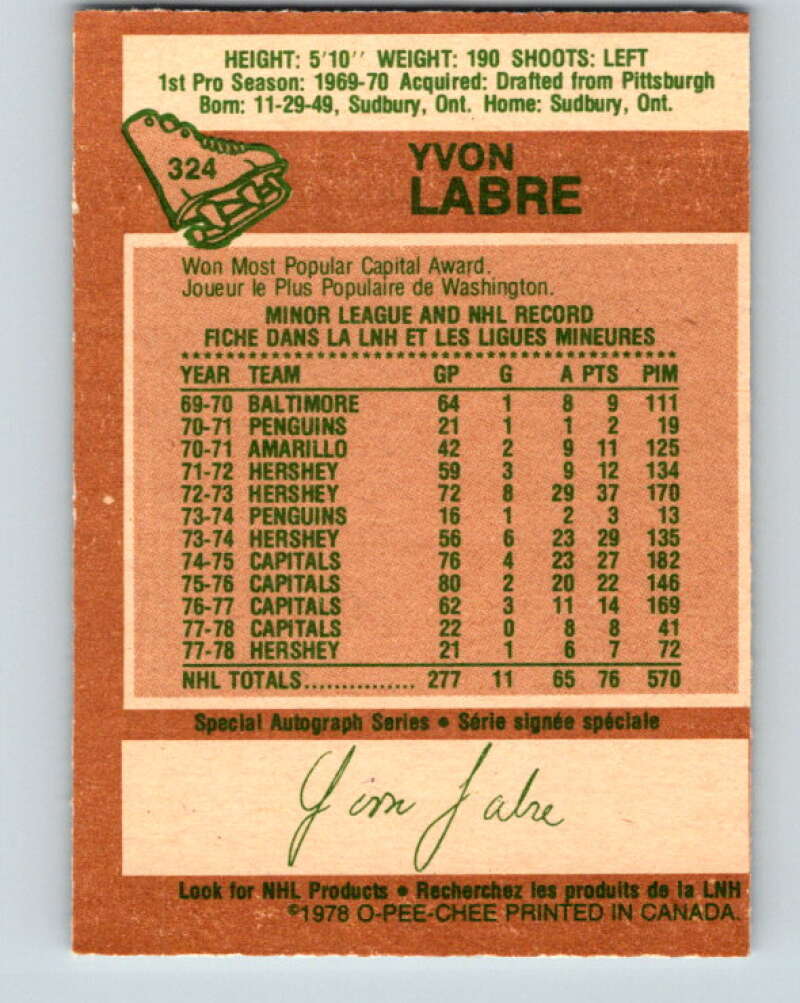 HEIGHT: 5'10'' WEIGHT: 190 SHOOTS: LEFT
1st Pro Season: 1969-70 Acquired: Drafted from Pittsburgh
Born: 11-29-49, Sudbury, Ont. Home: Sudbury, Ont.
324
YVON
LABRE
Won Most Popular Capital Award.
Joueur le Plus Populaire de Washington.
MINOR LEAGUE AND NHL RECORD
FICHE DANS LA LNH ET LES LIGUES MINEURES
YEAR TEAM GP G A PTS PIM
69-70 BALTIMORE 64 1 8 9 111
70-71 PENGUINS 21 1 1 2 19
70-71 AMARILLO 42 2 9 11 125
71-72 HERSHEY 59 3 9 12 134
72-73 HERSHEY 72 8 29 37 170
73-74 PENGUINS 16 1 2 3 13
73-74 HERSHEY 56 6 23 29 135
74-75 CAPITALS 76 4 23 27 182
75-76 CAPITALS 80 2 20 22 146
76-77 CAPITALS 62 3 11 14 169
77-78 CAPITALS 22 0 8 8 41
77-78 HERSHEY 21 1 6 7 72
NHL TOTALS............... 277 11 65 76 570
Special Autograph Series • Série signée spéciale
Yvon Labre
Look for NHL Products • Recherchez les produits de la LNH
©1978 O-PEE-CHEE PRINTED IN CANADA.